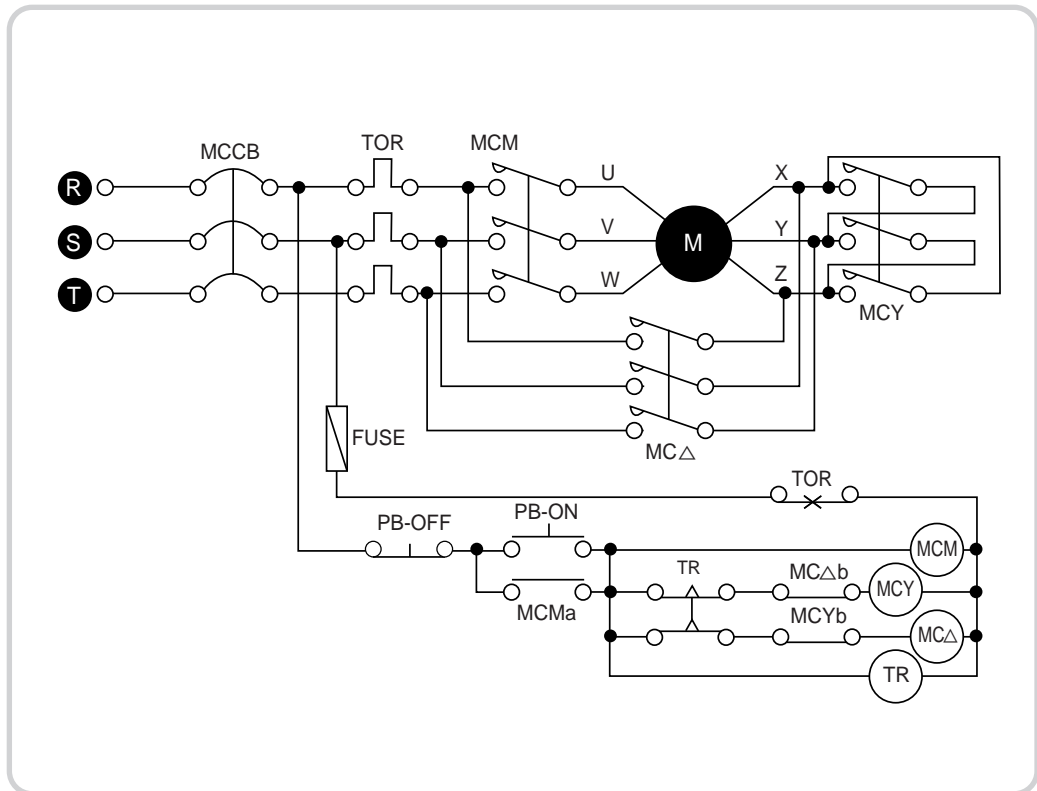 MCCB TOR MCM
R U X
S V M Y
T W Z
MCY
FUSE MC△
TOR
PB-OFF PB-ON
MCM
TR MC△b MCY
MCMa MCYb
MC△
TR